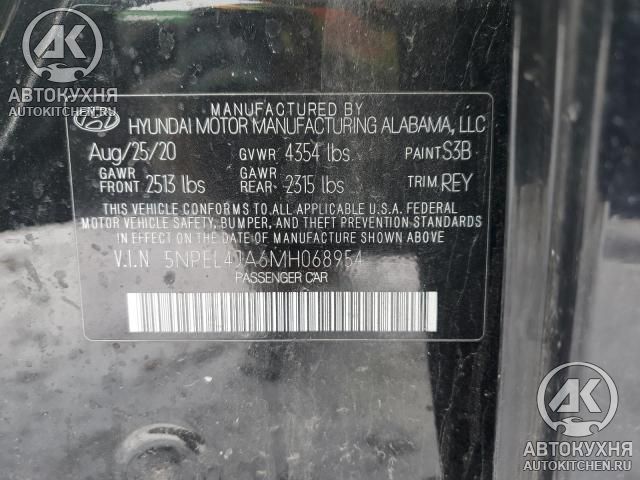 AK
АВТОКУХНЯ
AUTOKITCHEN.RU
MANUFACTURED BY
HYUNDAI MOTOR MANUFACTURING ALABAMA, LLC
Aug/25/20 GVWR 4354 lbs. PAINT S3B
GAWR FRONT 2513 lbs GAWR REAR 2315 lbs TRIM REY
THIS VEHICLE CONFORMS TO ALL APPLICABLE U.S.A. FEDERAL
MOTOR VEHICLE SAFETY, BUMPER, AND THEFT PREVENTION
STANDARDS IN EFFECT ON THE DATE OF MANUFACTURE SHOWN ABOVE
V.I.N 5NPEL4JA6MH068954
PASSENGER CAR
AK
АВТОКУХНЯ
AUTOKITCHEN.RU